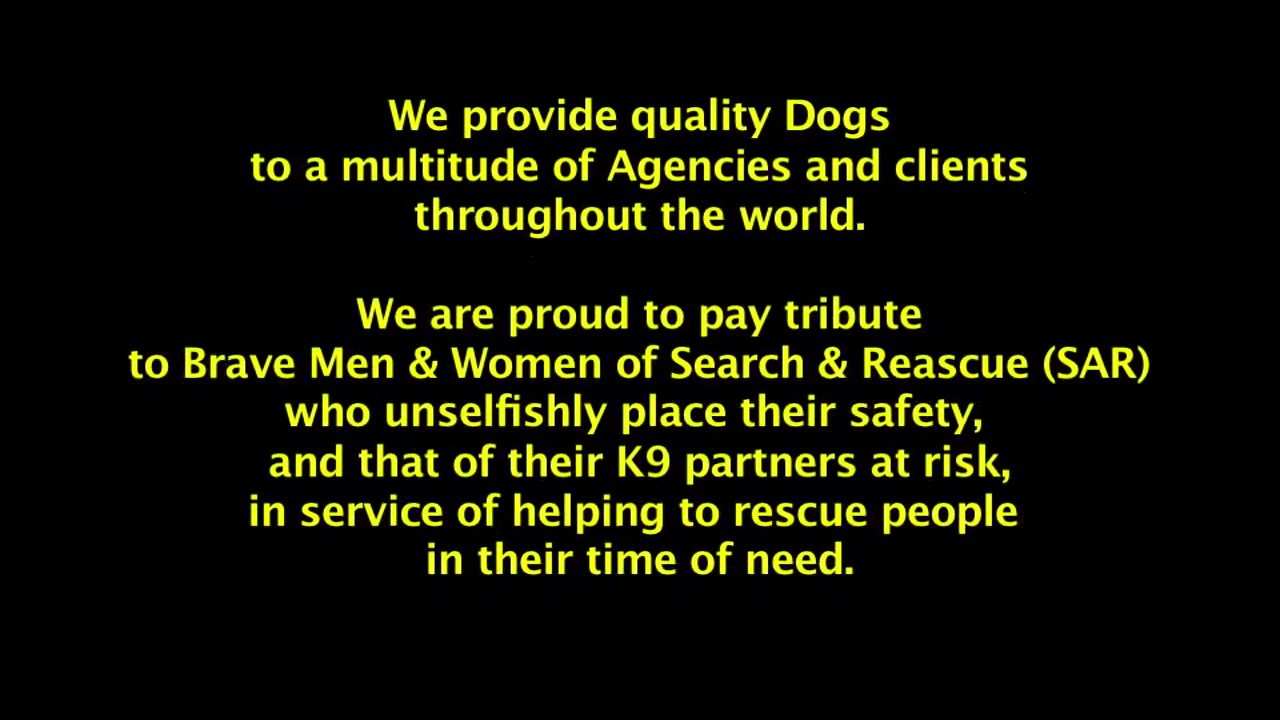 We provide quality Dogs
to a multitude of Agencies and clients
throughout the world.
We are proud to pay tribute
to Brave Men & Women of Search & Reascue (SAR)
who unselfishly place their safety,
and that of their K9 partners at risk,
in service of helping to rescue people
in their time of need.